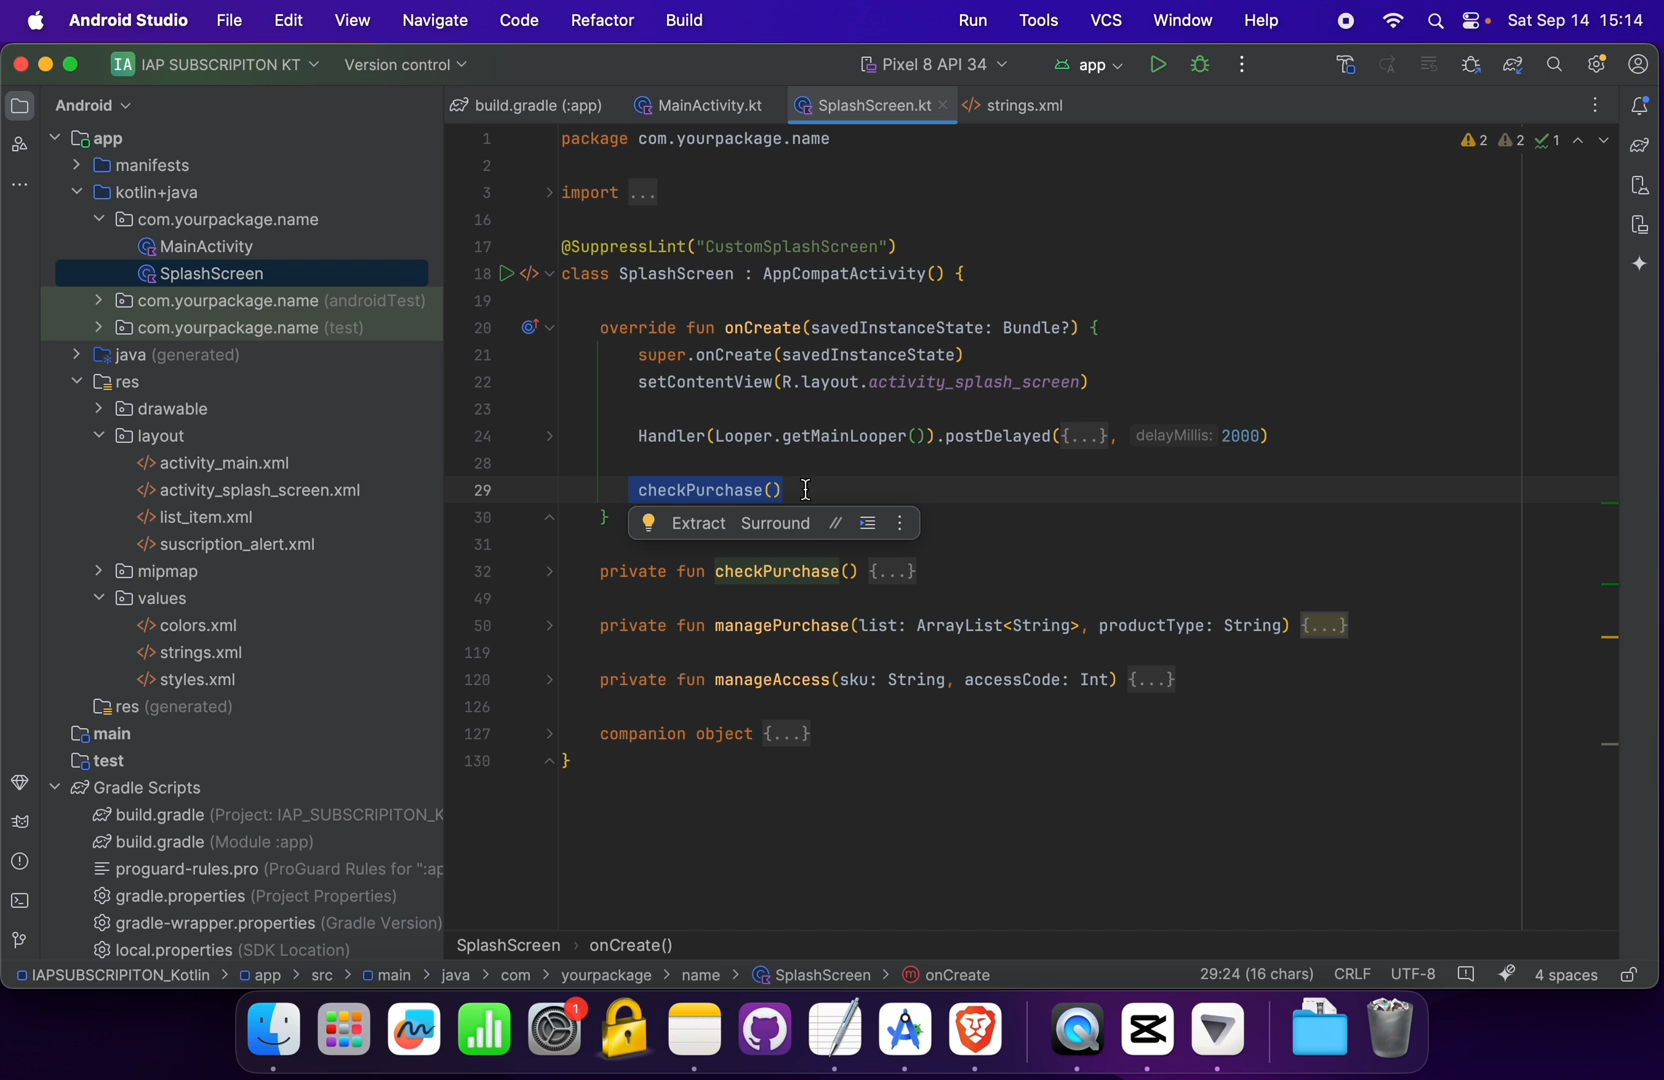 Android Studio File Edit View Navigate Code Refactor Build Run Tools VCS Window Help Sat Sep 14 15:14
IA IAP SUBSCRIPITON KT Version control Pixel 8 API 34 app
Android
app
manifests
kotlin+java
com.yourpackage.name
MainActivity
SplashScreen
com.yourpackage.name (androidTest)
com.yourpackage.name (test)
java (generated)
res
drawable
layout
activity_main.xml
activity_splash_screen.xml
list_item.xml
suscription_alert.xml
mipmap
values
colors.xml
strings.xml
styles.xml
res (generated)
main
test
Gradle Scripts
build.gradle (Project: IAP_SUBSCRIPITON_K
build.gradle (Module :app)
proguard-rules.pro (ProGuard Rules for ":ap
gradle.properties (Project Properties)
gradle-wrapper.properties (Gradle Version)
local.properties (SDK Location)
build.gradle (:app) MainActivity.kt SplashScreen.kt strings.xml
1 package com.yourpackage.name 2 2 1
2
3 import ...
16
17 @SuppressLint("CustomSplashScreen")
18 class SplashScreen : AppCompatActivity() {
19
20 override fun onCreate(savedInstanceState: Bundle?) {
21 super.onCreate(savedInstanceState)
22 setContentView(R.layout.activity_splash_screen)
23
24 Handler(Looper.getMainLooper()).postDelayed({...}, delayMillis: 2000)
28
29 checkPurchase()
30 }
Extract Surround //
31
32 private fun checkPurchase() {...}
49
50 private fun managePurchase(list: ArrayList<String>, productType: String) {...}
119
120 private fun manageAccess(sku: String, accessCode: Int) {...}
126
127 companion object {...}
130 }
SplashScreen > onCreate()
IAPSUBSCRIPITON_Kotlin > app > src > main > java > com > yourpackage > name > SplashScreen > m onCreate 29:24 (16 chars) CRLF UTF-8 4 spaces
1